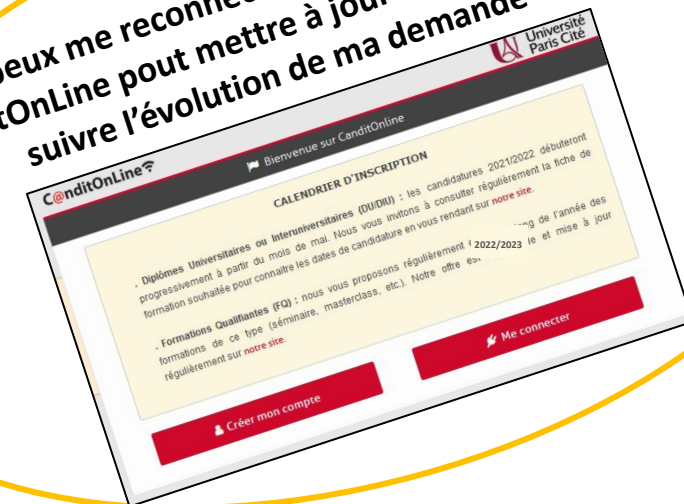 peux me reconnec
tOnLine pout mettre à jour
suivre l'évolution de ma demande
Université
Paris Cité
C@nditOnLine
Bienvenue sur CanditOnline
CALENDRIER D'INSCRIPTION
. Diplômes Universitaires ou Interuniversitaires (DU/DIU) : les candidatures 2021/2022 débuteront
progressivement à partir du mois de mai. Nous vous invitons à consulter régulièrement la fiche de
formation souhaitée pour connaitre les dates de candidature en vous rendant sur notre site.
2022/2023
. Formations Qualifiantes (FQ) : nous vous proposons régulièrement long de l'année des
formations de ce type (séminaire, masterclass, etc.). Notre offre est et mise à jour
régulièrement sur notre site.
Créer mon compte
Me connecter